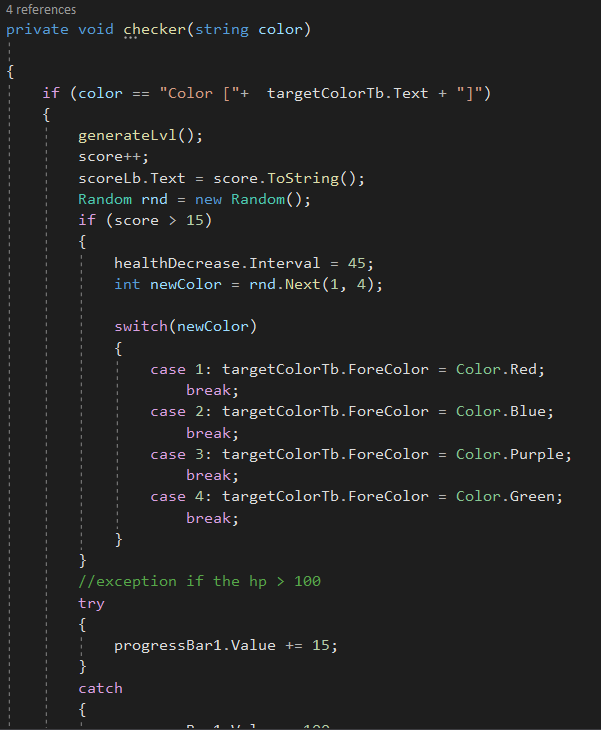 4 references
private void checker(string color)
{
if (color == "Color ["+  targetColorTb.Text + "]")
{
generateLvl();
score++;
scoreLb.Text = score.ToString();
Random rnd = new Random();
if (score > 15)
{
healthDecrease.Interval = 45;
int newColor = rnd.Next(1, 4);
switch(newColor)
{
case 1: targetColorTb.ForeColor = Color.Red;
break;
case 2: targetColorTb.ForeColor = Color.Blue;
break;
case 3: targetColorTb.ForeColor = Color.Purple;
break;
case 4: targetColorTb.ForeColor = Color.Green;
break;
}
}
//exception if the hp > 100
try
{
progressBar1.Value += 15;
}
catch
{